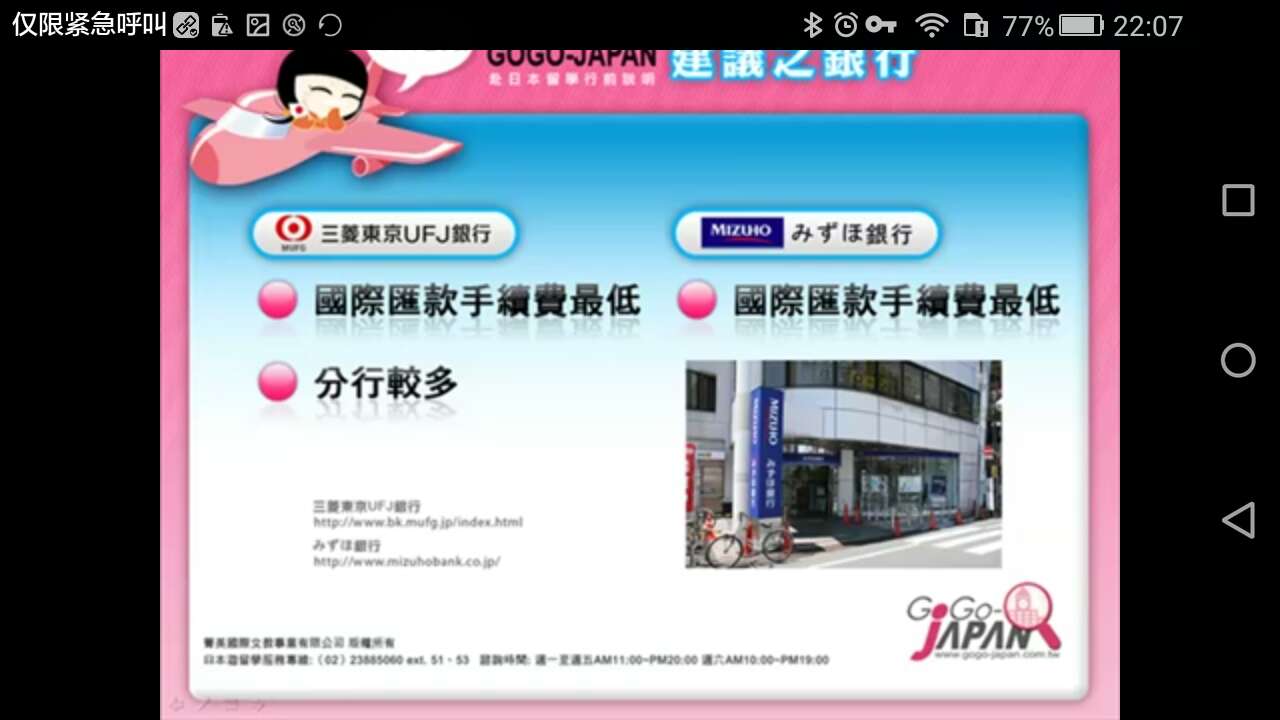 仅限紧急呼叫
77%
22:07
GOGO-JAPAN
赴日本留學行前說明
建議之銀行
MUFG
三菱東京UFJ銀行
MIZUHO
みずほ銀行
國際匯款手續費最低
國際匯款手續費最低
分行較多
MIZUHO
みずほ銀行
三菱東京UFJ銀行
http://www.bk.mufg.jp/index.html
みずほ銀行
http://www.mizuhobank.co.jp/
GoGo-
JAPAN
www.gogo-japan.com.tw
菁英國際文教事業有限公司 版權所有
日本遊留學服務專線:（02）23885060 ext. 51、53 諮詢時間: 週一至週五AM11:00~PM20:00 週六AM10:00~PM19:00